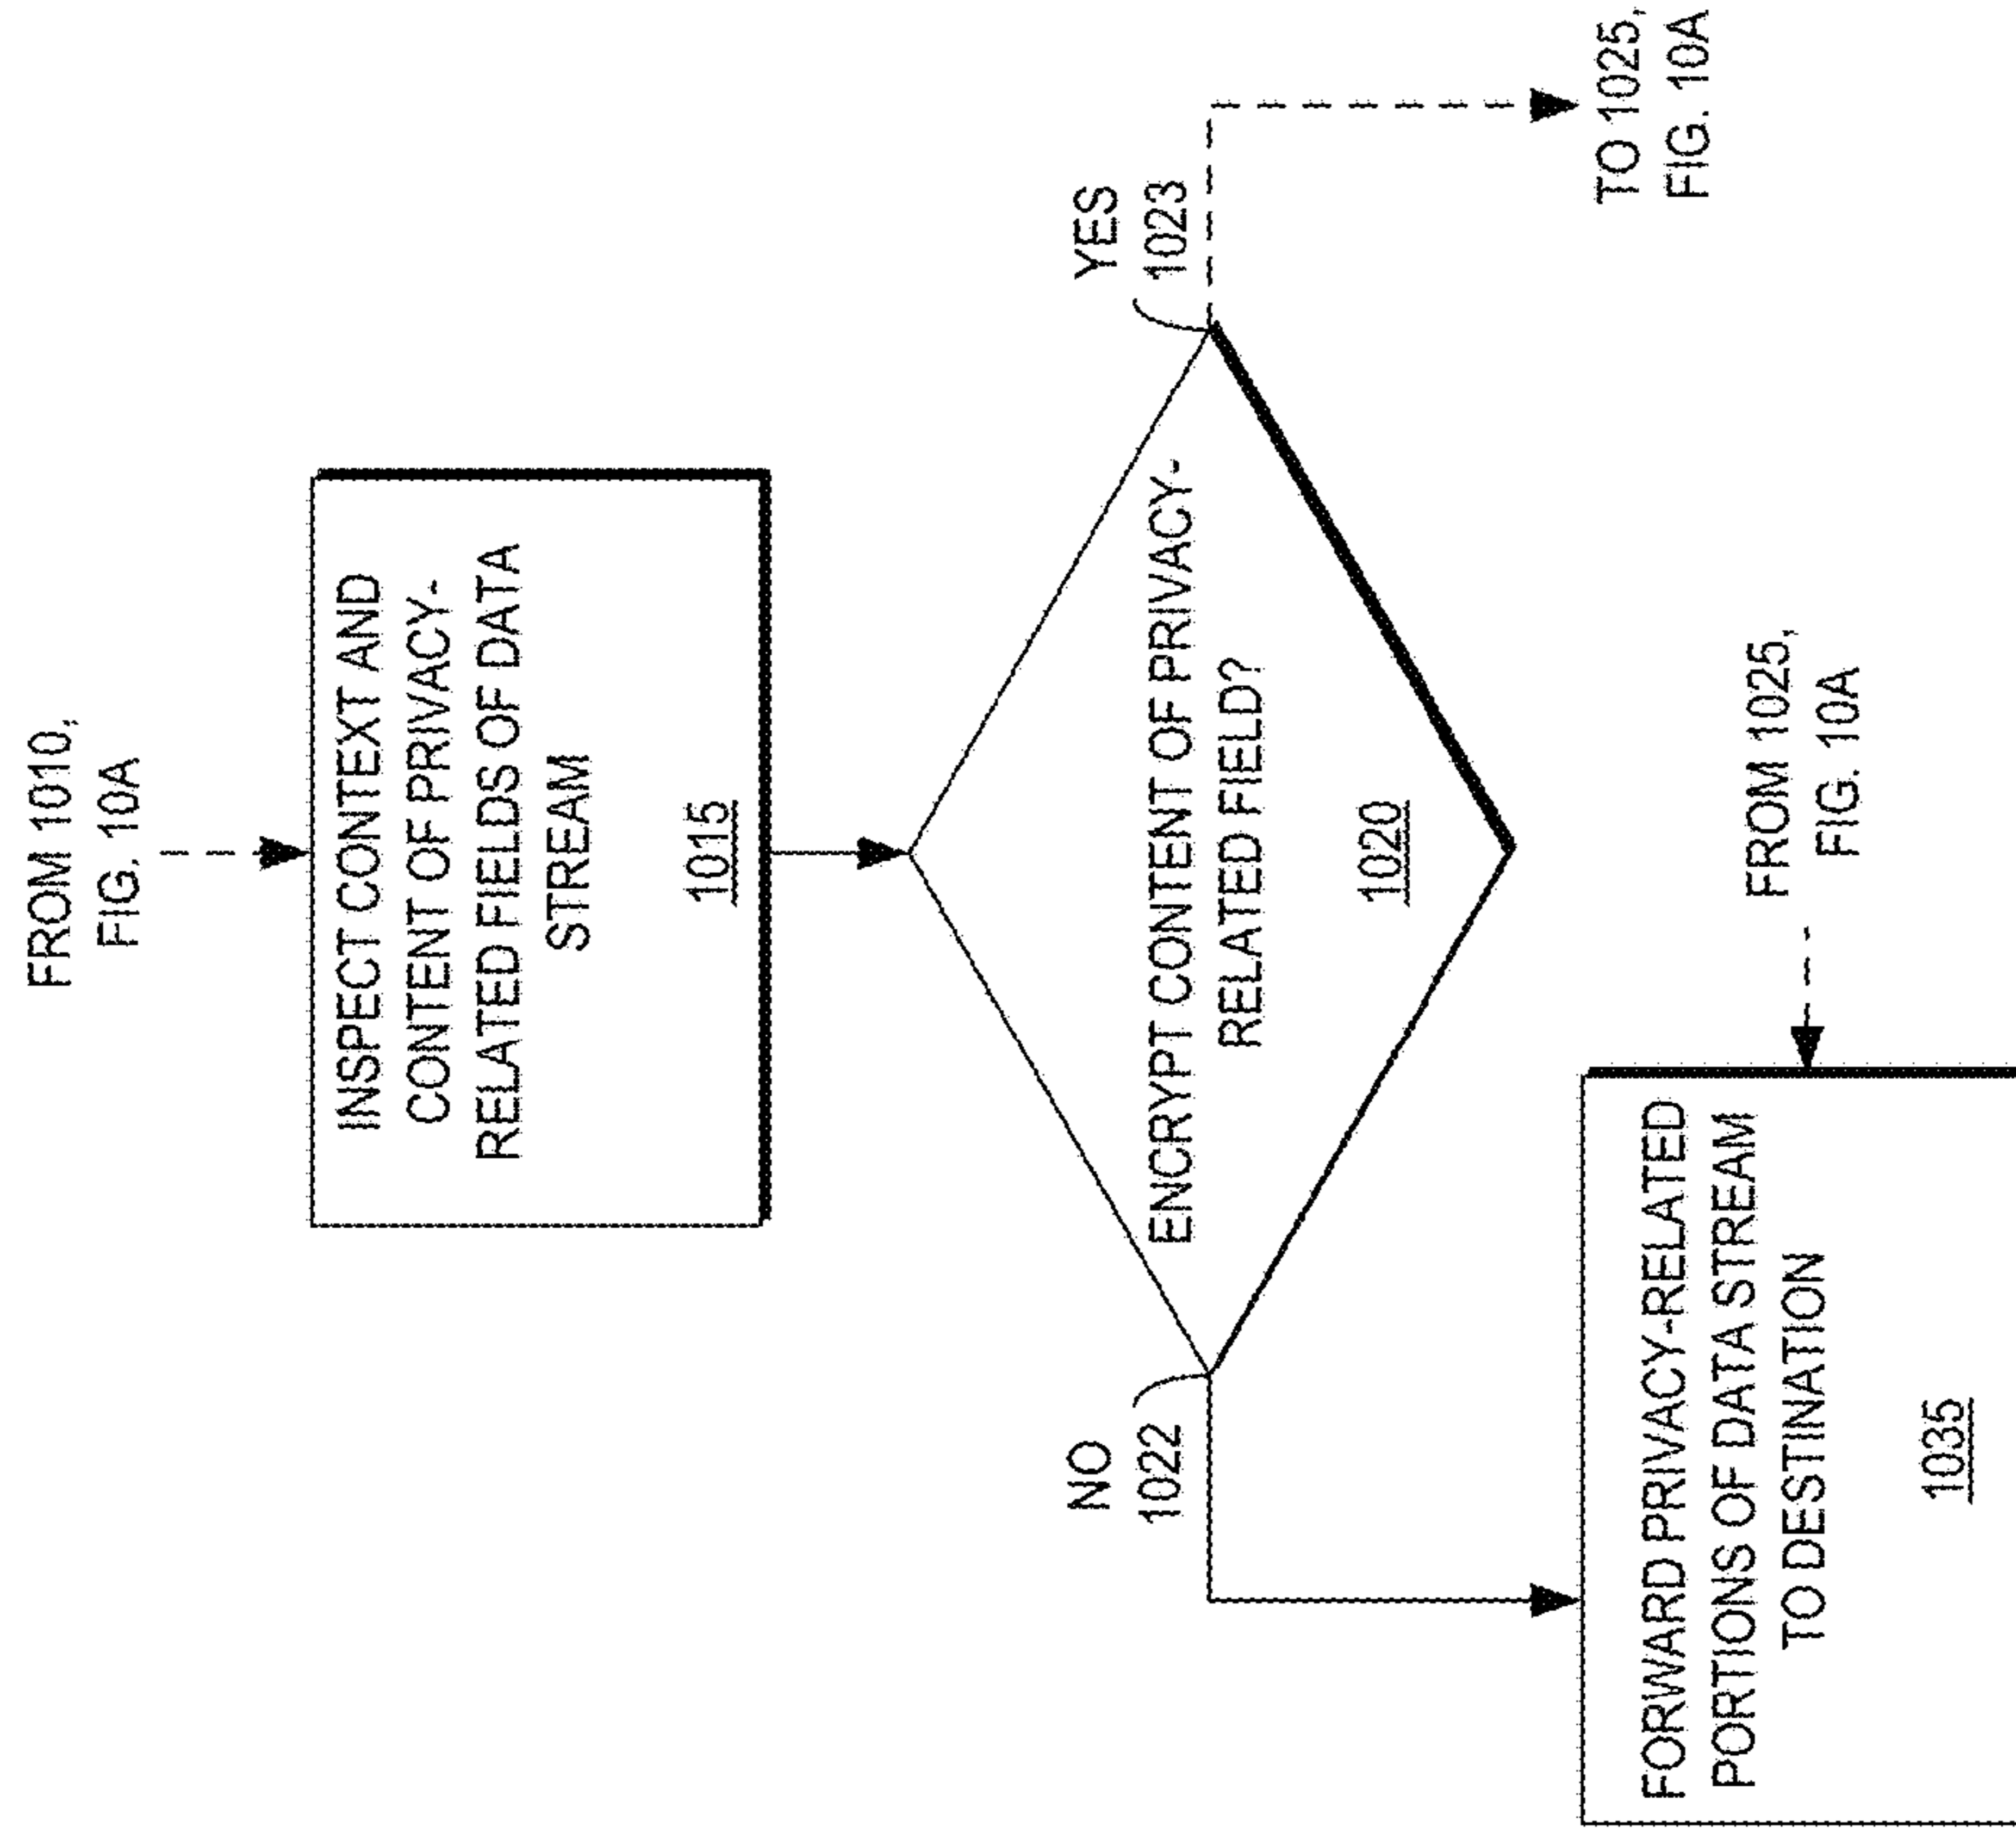 FROM 1010,
FIG. 10A
INSPECT CONTEXT AND
CONTENT OF PRIVACY-
RELATED FIELDS OF DATA
STREAM
1015
ENCRYPT CONTENT OF PRIVACY-
RELATED FIELD?
1020
NO
1022
YES
1023
TO 1025,
FIG. 10A
FROM 1025,
FIG. 10A
FORWARD PRIVACY-RELATED
PORTIONS OF DATA STREAM
TO DESTINATION
1035